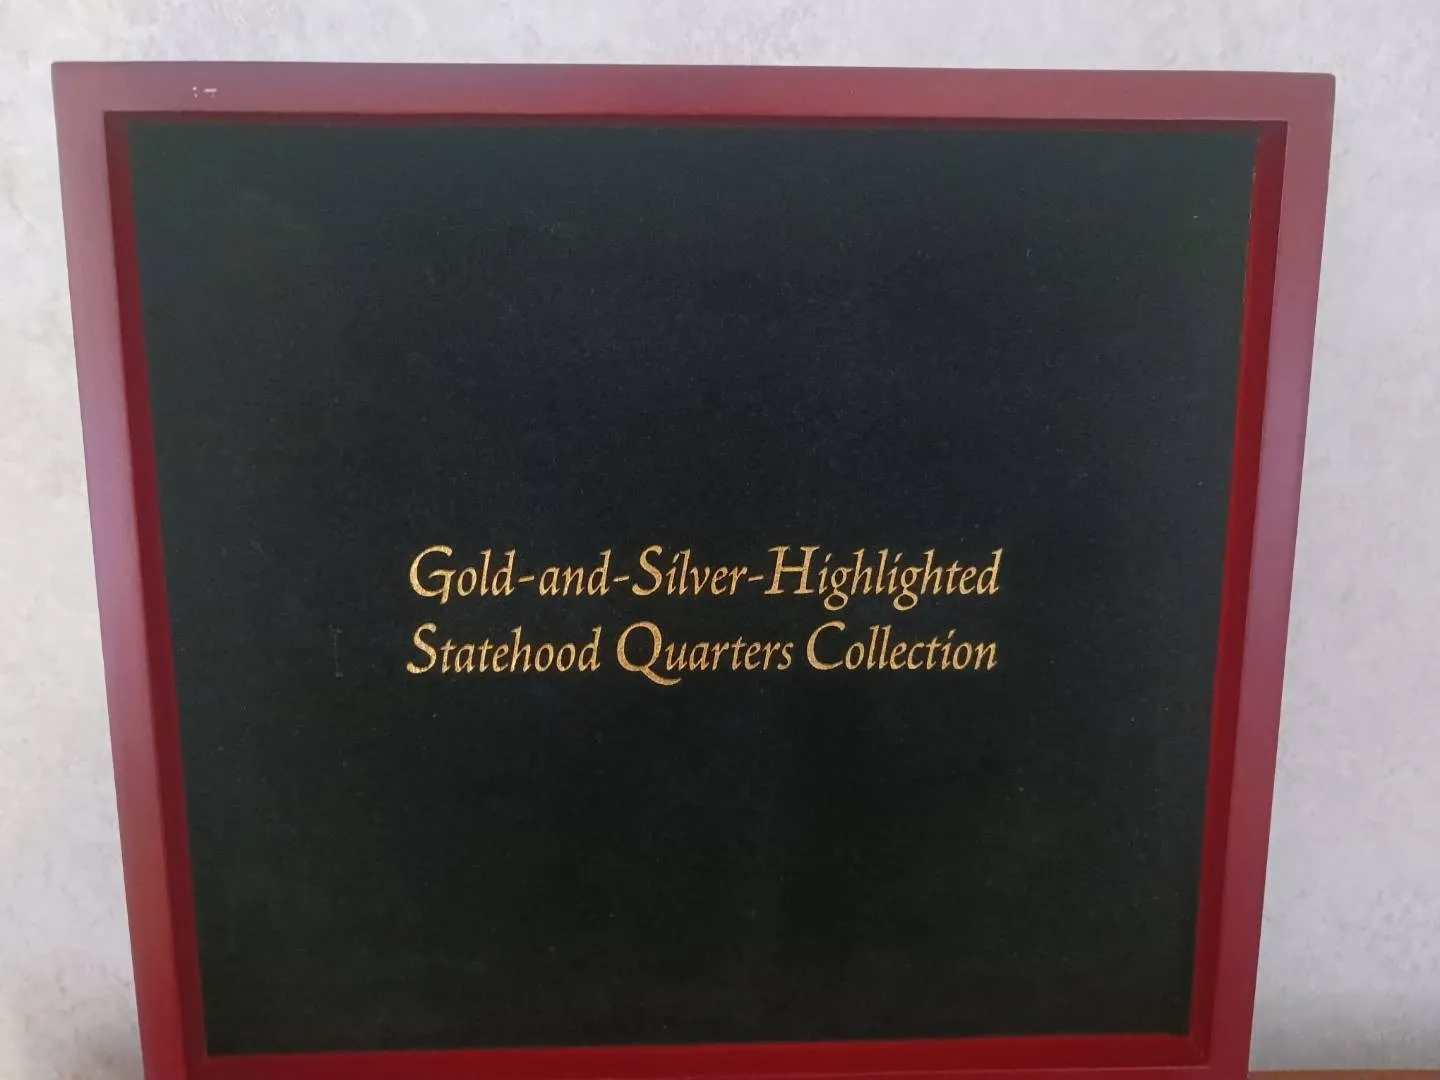 Gold-and-Silver-Highlighted
Statehood Quarters Collection